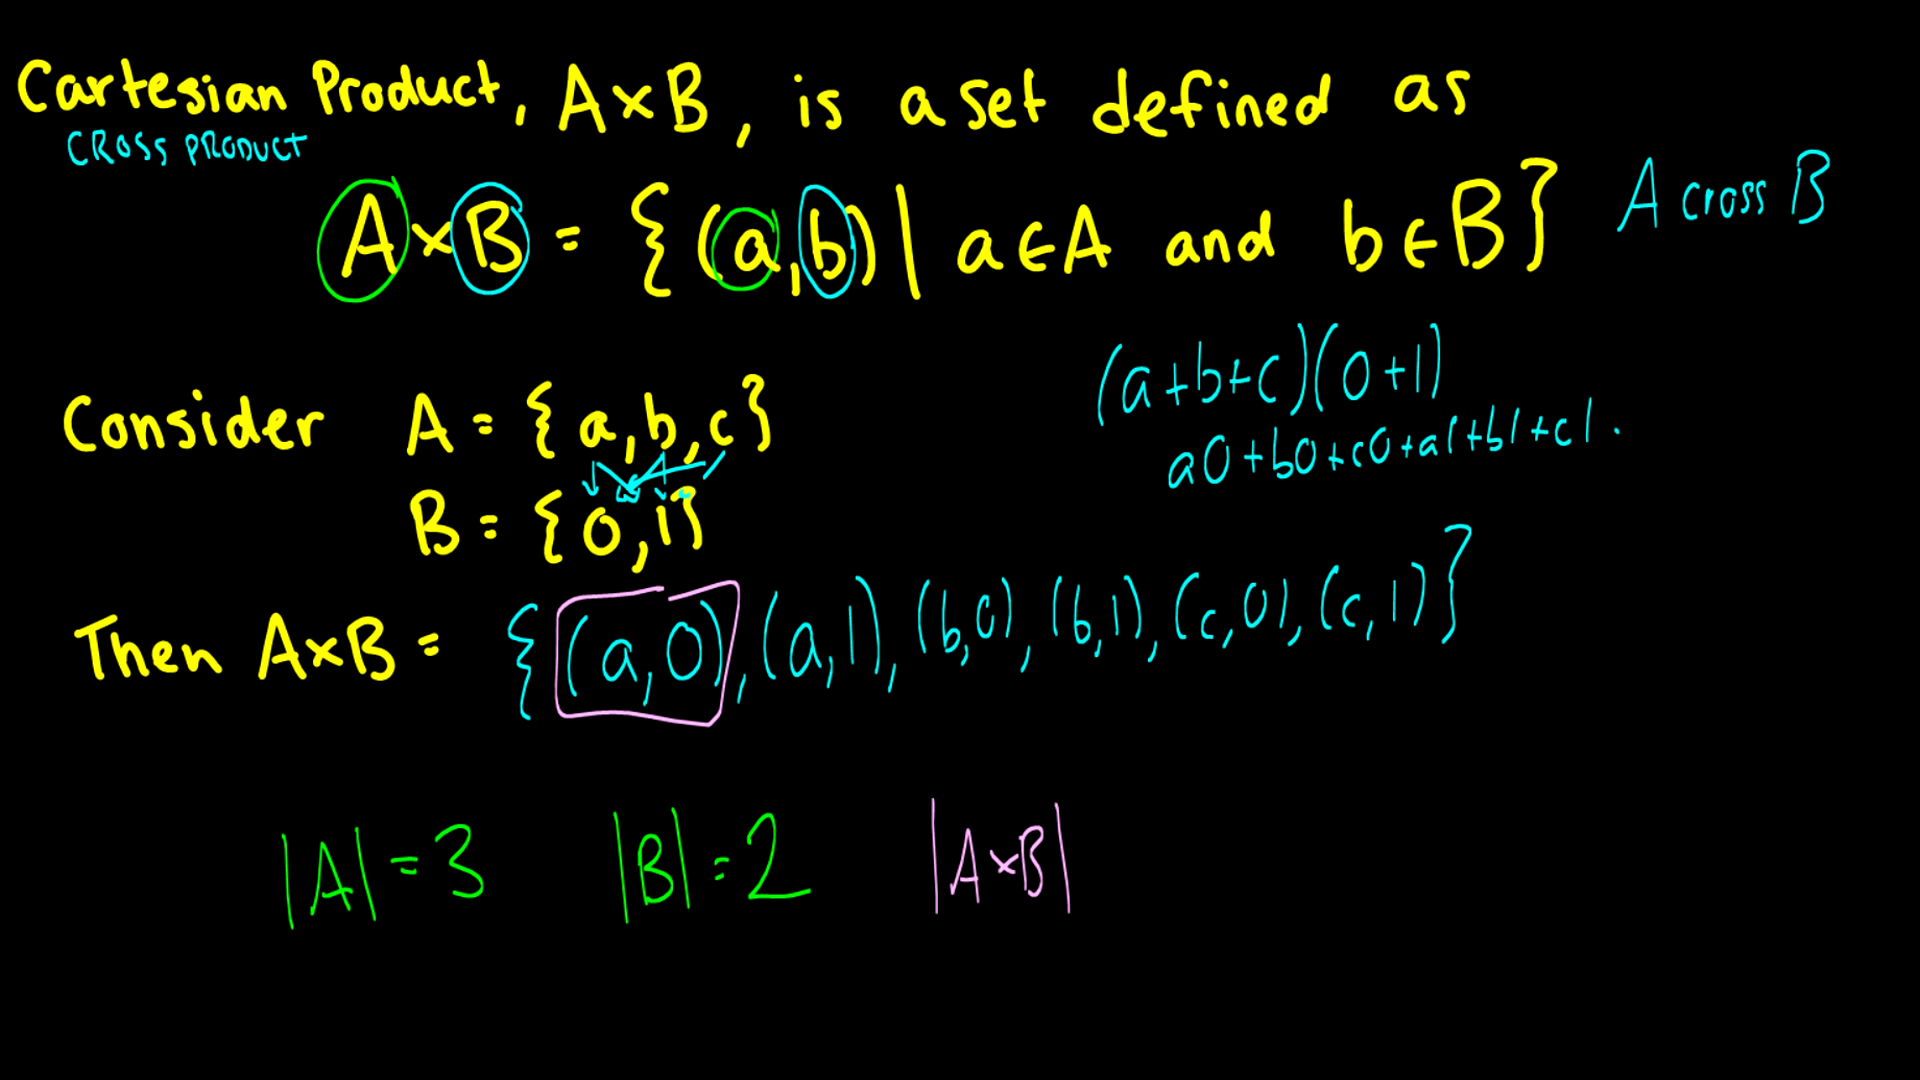 Cartesian Product, A×B, is a set defined as
CROSS PRODUCT
A×B = {(a,b) | a∈A and b∈B}
A cross B
(a+b+c)(0+1)
a0+b0+c0+a1+b1+c1.
Consider A = {a,b,c}
B = {0,1}
Then A×B = {(a,0), (a,1), (b,0), (b,1), (c,0), (c,1)}
|A| = 3 |B| = 2 |A×B|